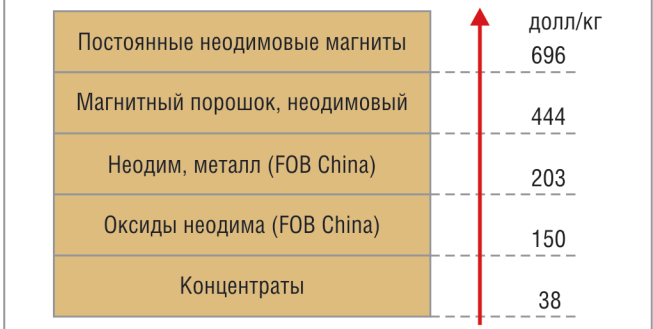 долл/кг
Постоянные неодимовые магниты 696
Магнитный порошок, неодимовый 444
Неодим, металл (FOB China) 203
Оксиды неодима (FOB China) 150
Концентраты 38